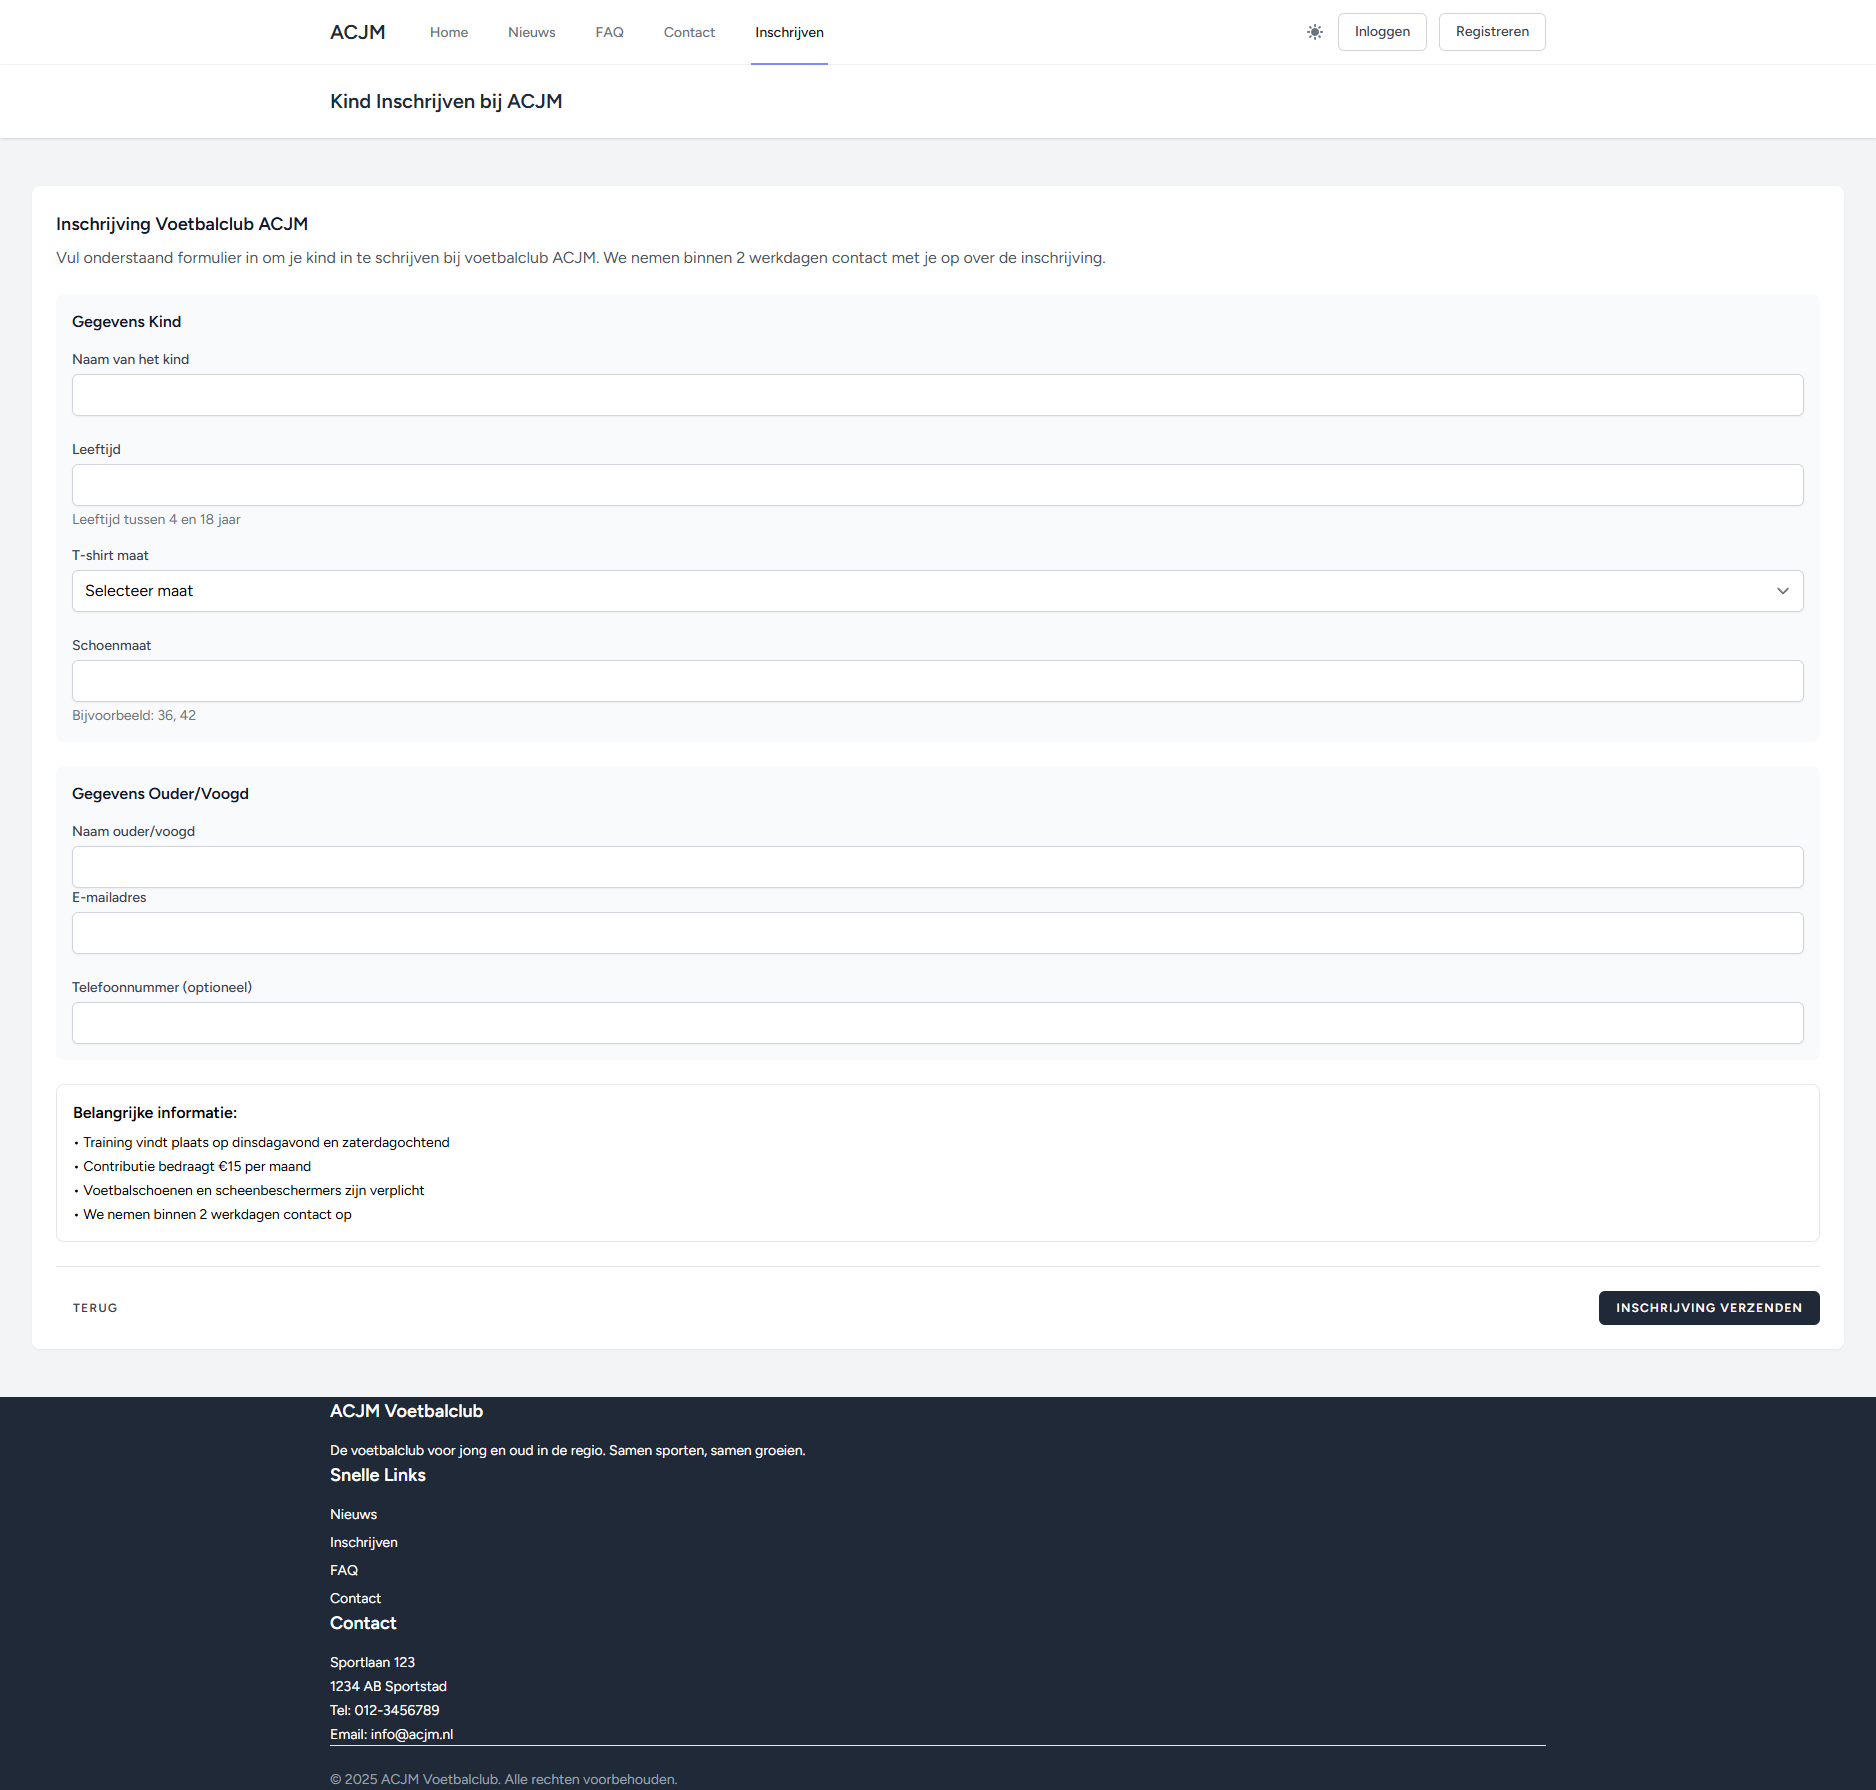 ACJM Home Nieuws FAQ Contact Inschrijven Inloggen Registreren
Kind Inschrijven bij ACJM
Inschrijving Voetbalclub ACJM
Vul onderstaand formulier in om je kind in te schrijven bij voetbalclub ACJM. We nemen binnen 2 werkdagen contact met je op over de inschrijving.
Gegevens Kind
Naam van het kind
Leeftijd
Leeftijd tussen 4 en 18 jaar
T-shirt maat
Selecteer maat
Schoenmaat
Bijvoorbeeld: 36, 42
Gegevens Ouder/Voogd
Naam ouder/voogd
E-mailadres
Telefoonnummer (optioneel)
Belangrijke informatie:
• Training vindt plaats op dinsdagavond en zaterdagochtend
• Contributie bedraagt €15 per maand
• Voetbalschoenen en scheenbeschermers zijn verplicht
• We nemen binnen 2 werkdagen contact op
TERUG INSCHRIJVING VERZENDEN
ACJM Voetbalclub
De voetbalclub voor jong en oud in de regio. Samen sporten, samen groeien.
Snelle Links
Nieuws
Inschrijven
FAQ
Contact
Contact
Sportlaan 123
1234 AB Sportstad
Tel: 012-3456789
Email: info@acjm.nl
© 2025 ACJM Voetbalclub. Alle rechten voorbehouden.